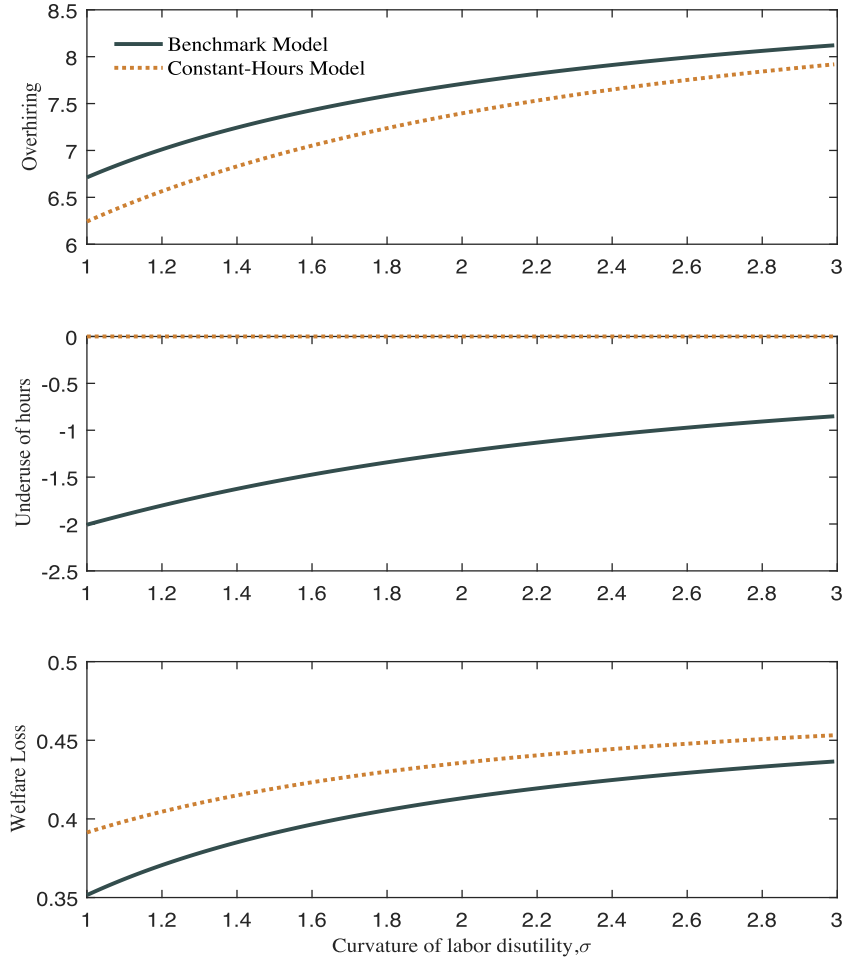 8.5
Benchmark Model
8
Constant-Hours Model
7.5
Overhiring
7
6.5
6
1 1.2 1.4 1.6 1.8 2 2.2 2.4 2.6 2.8 3
0
-0.5
Underuse of hours
-1
-1.5
-2
-2.5
1 1.2 1.4 1.6 1.8 2 2.2 2.4 2.6 2.8 3
0.5
0.45
Welfare Loss
0.4
0.35
1 1.2 1.4 1.6 1.8 2 2.2 2.4 2.6 2.8 3
Curvature of labor disutility,σ